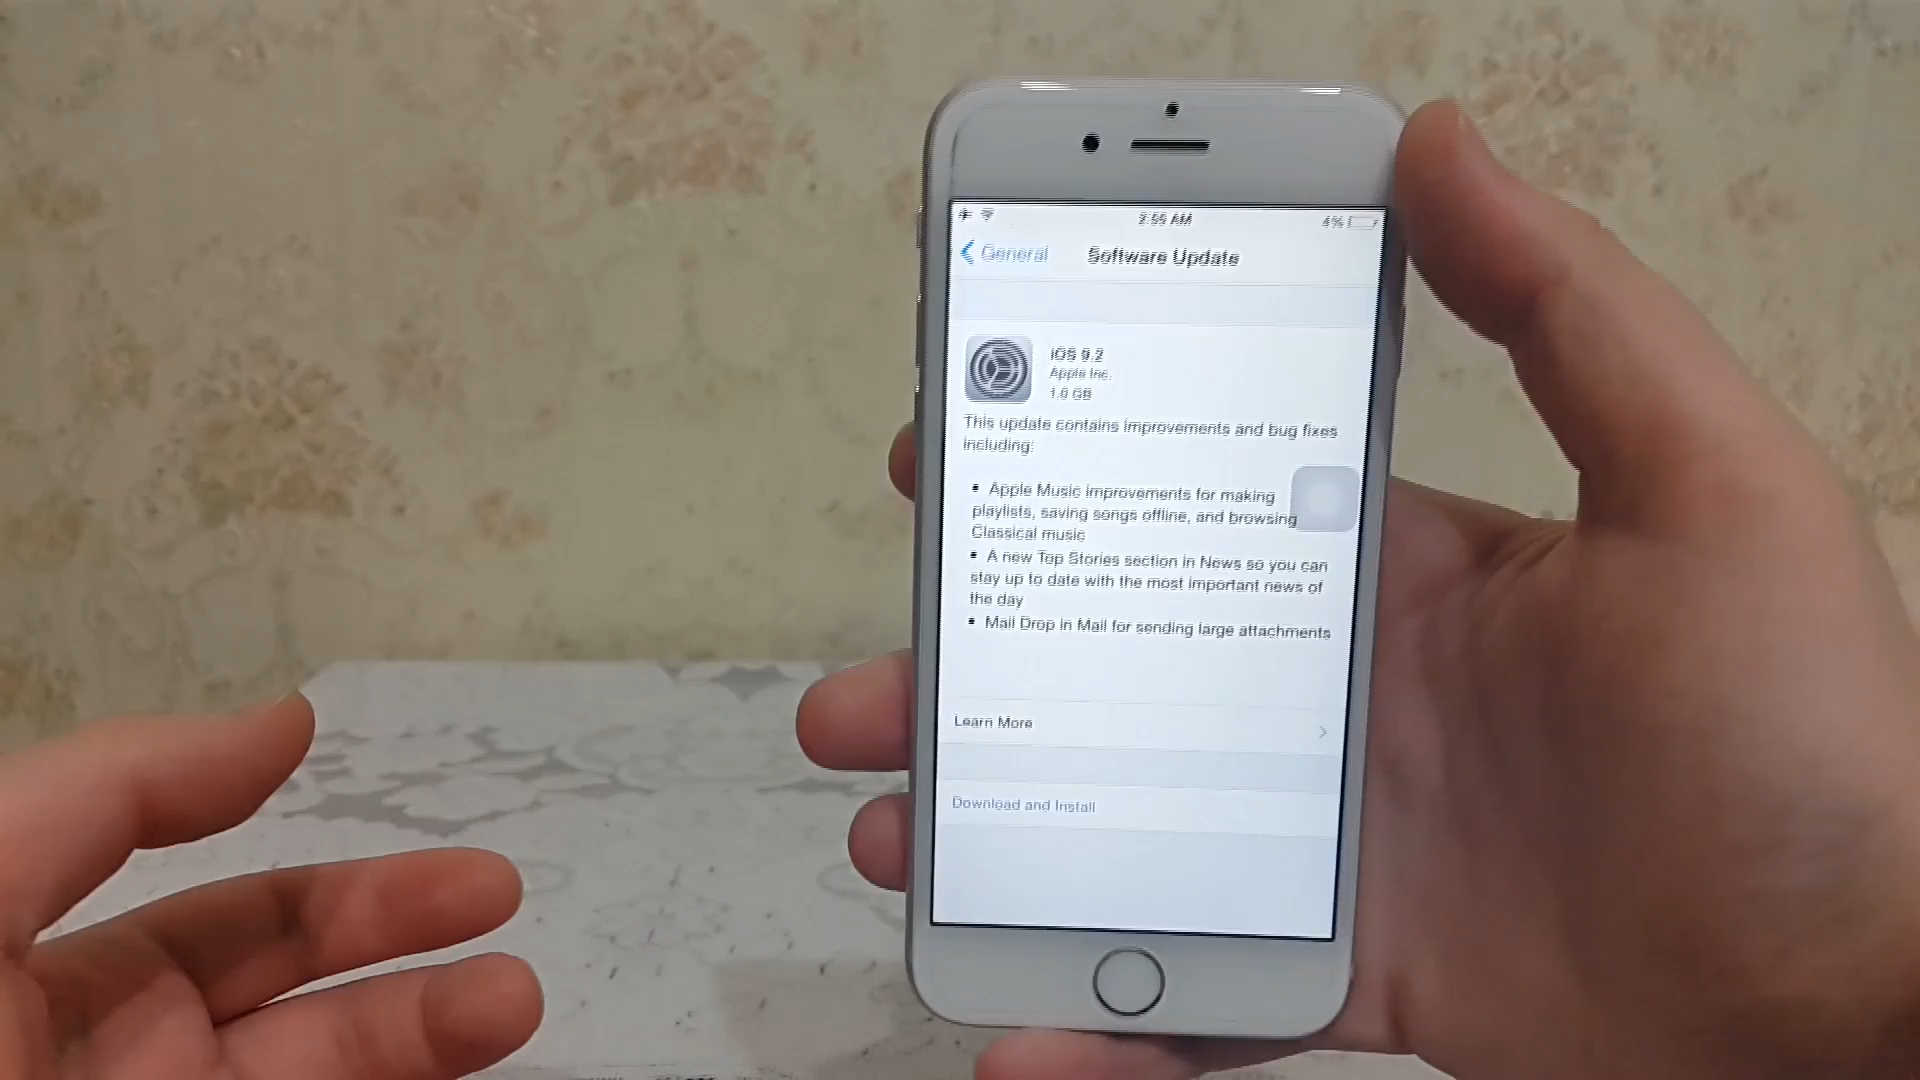 2:55 AM
4%
General
Software Update
iOS 9.2
Apple Inc.
1.0 GB
This update contains improvements and bug fixes
including:
• Apple Music improvements for making
playlists, saving songs offline, and browsing
Classical music
• A new Top Stories section in News so you can
stay up to date with the most important news of
the day
• Mail Drop in Mail for sending large attachments
Learn More
Download and Install